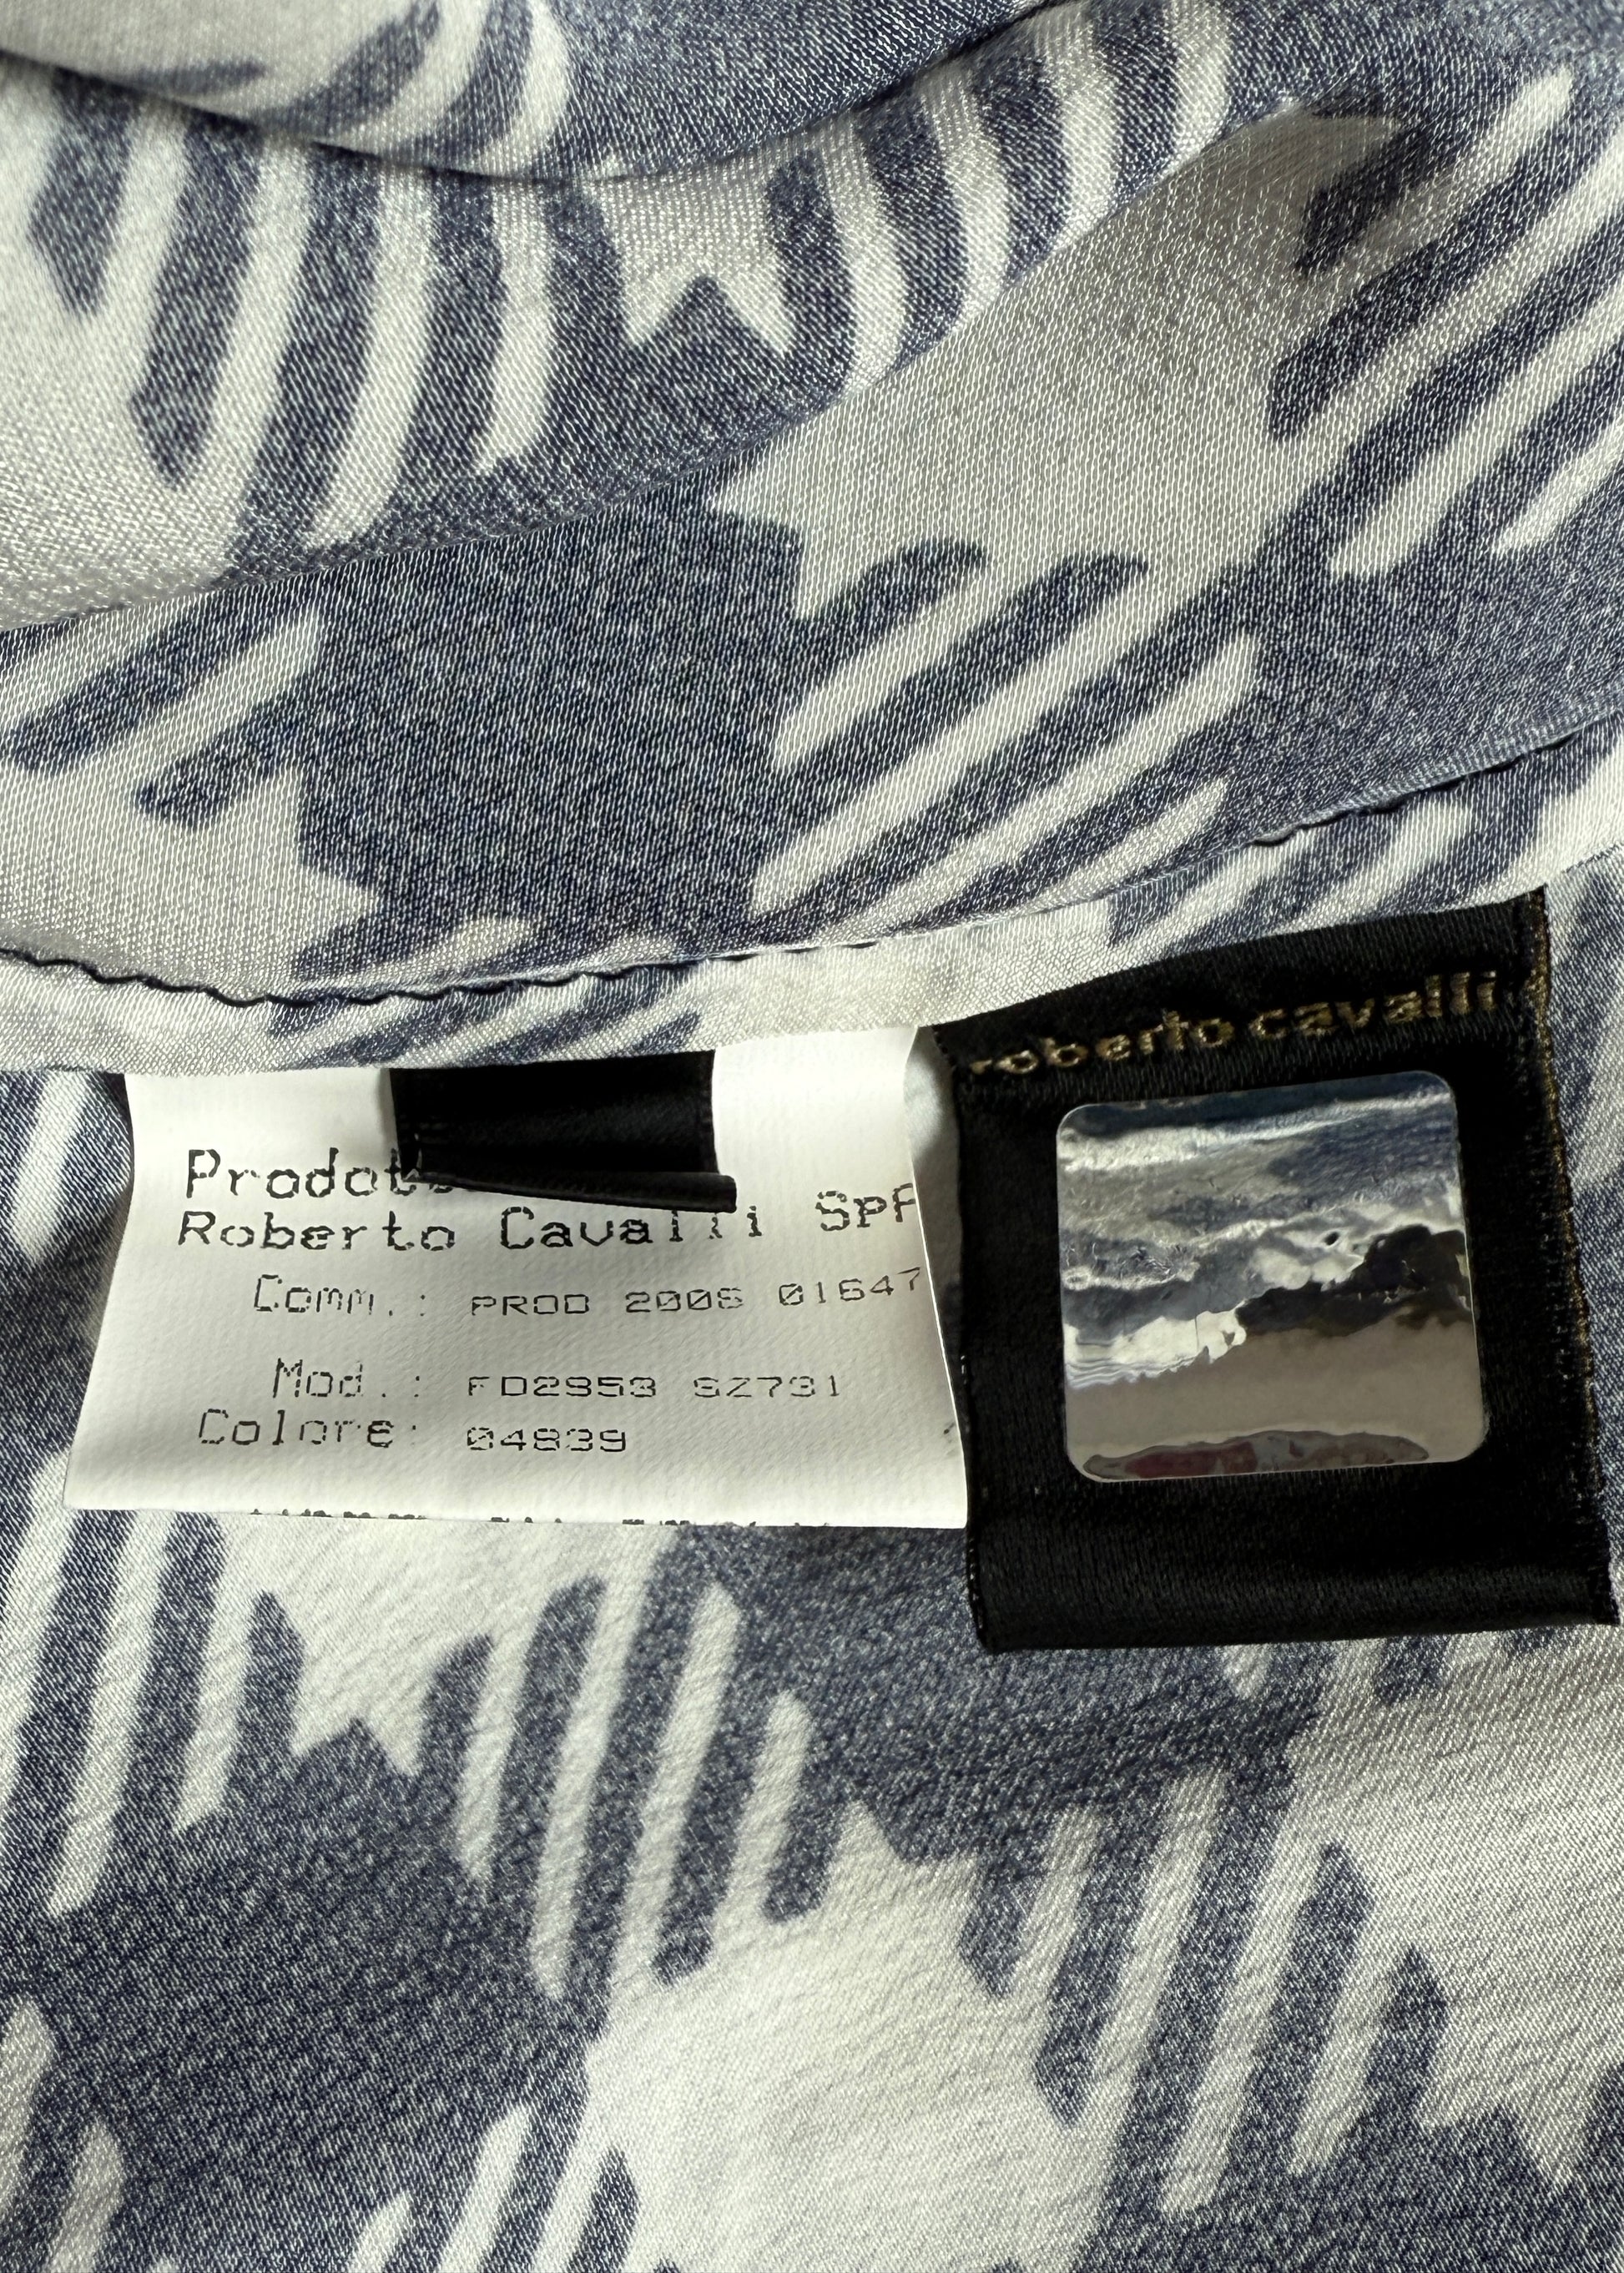 roberto cavalli
Roberto Cavalli SpA
Comm.: PROD 2006 01647
Mod.: FD2953 SZ731
Colore: 04839